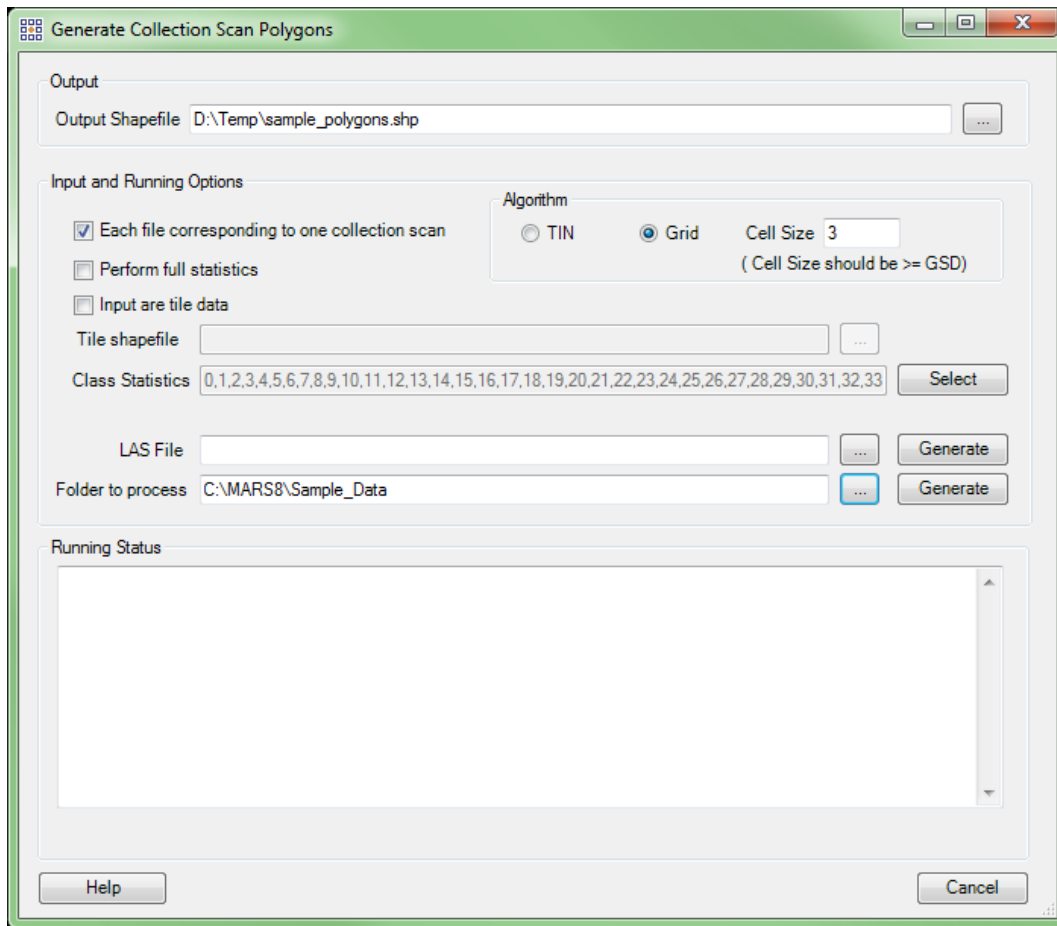 Generate Collection Scan Polygons
Output
Output Shapefile D:\Temp\sample_polygons.shp ...
Input and Running Options
Algorithm
Each file corresponding to one collection scan
TIN Grid Cell Size 3
( Cell Size should be >= GSD)
Perform full statistics
Input are tile data
Tile shapefile ...
Class Statistics 0,1,2,3,4,5,6,7,8,9,10,11,12,13,14,15,16,17,18,19,20,21,22,23,24,25,26,27,28,29,30,31,32,33 Select
LAS File ... Generate
Folder to process C:\MARS8\Sample_Data ... Generate
Running Status
Help Cancel